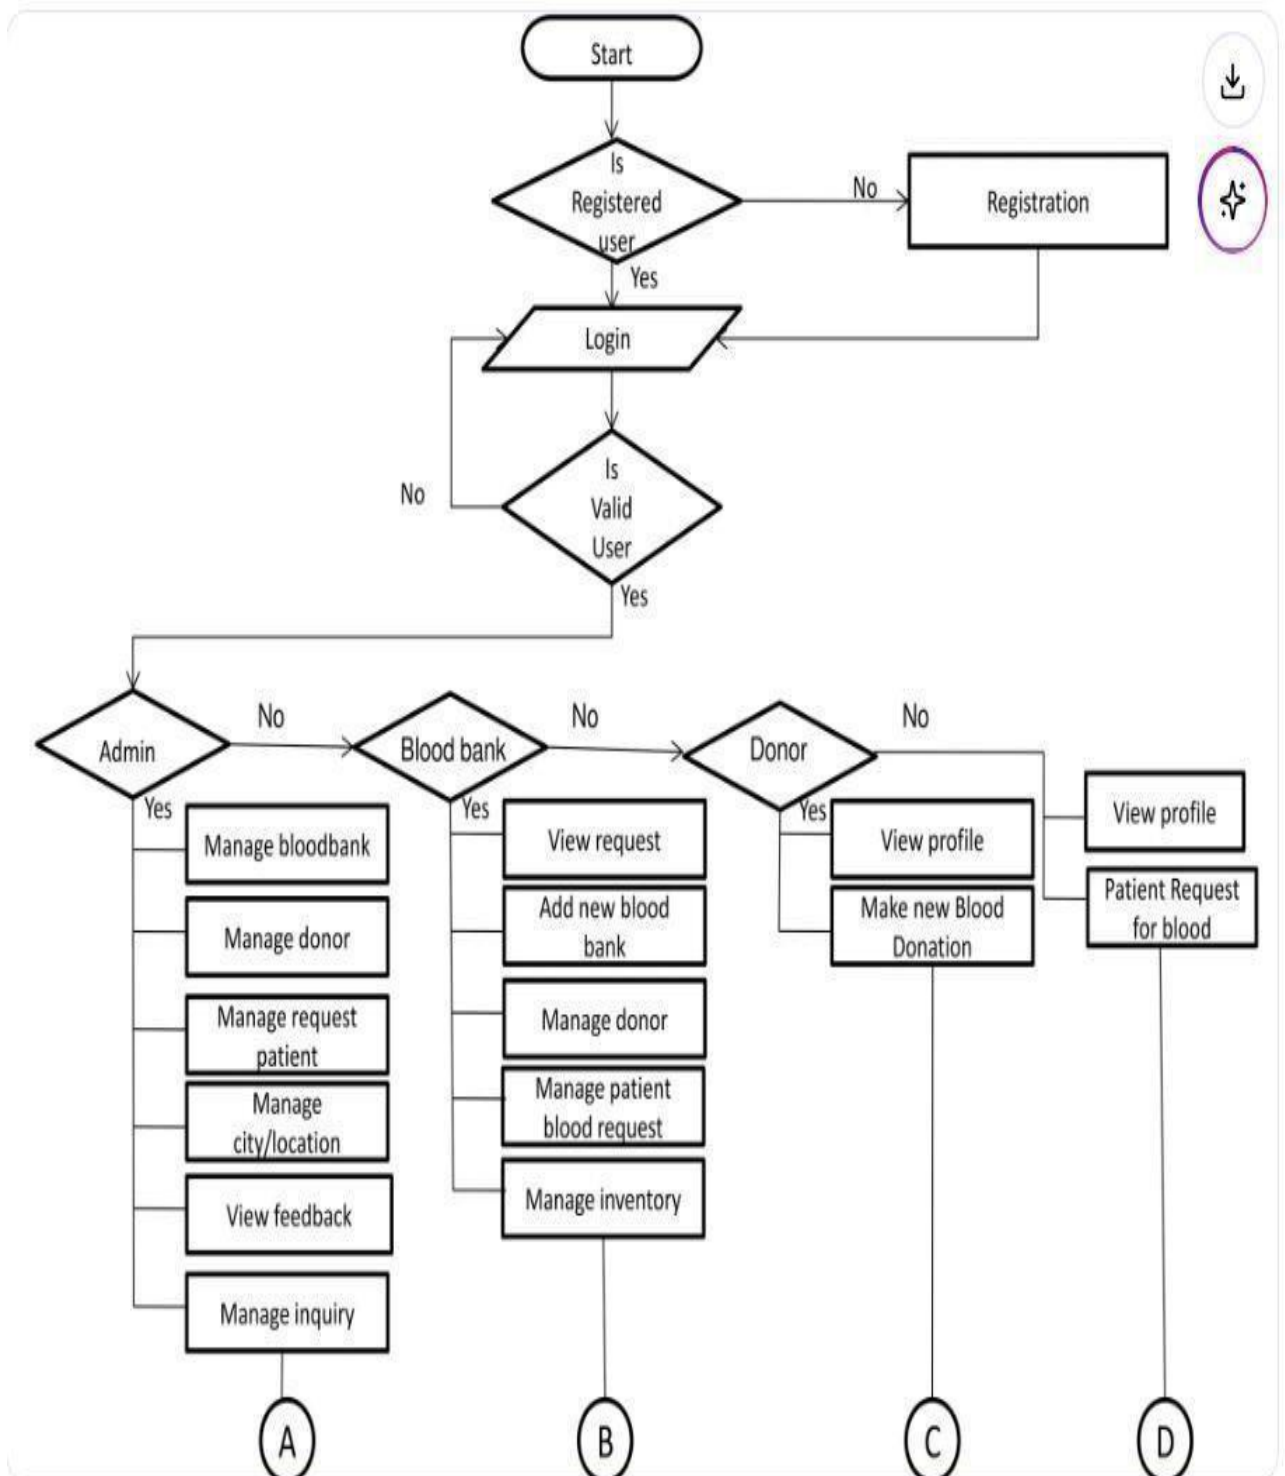 Start
Is
Registered
user
No
Registration
Yes
Login
Is
Valid
User
No
Yes
Admin
No
Blood bank
No
Donor
No
Yes
Manage bloodbank
Manage donor
Manage request
patient
Manage
city/location
View feedback
Manage inquiry
Yes
View request
Add new blood
bank
Manage donor
Manage patient
blood request
Manage inventory
Yes
View profile
Make new Blood
Donation
View profile
Patient Request
for blood
A
B
C
D